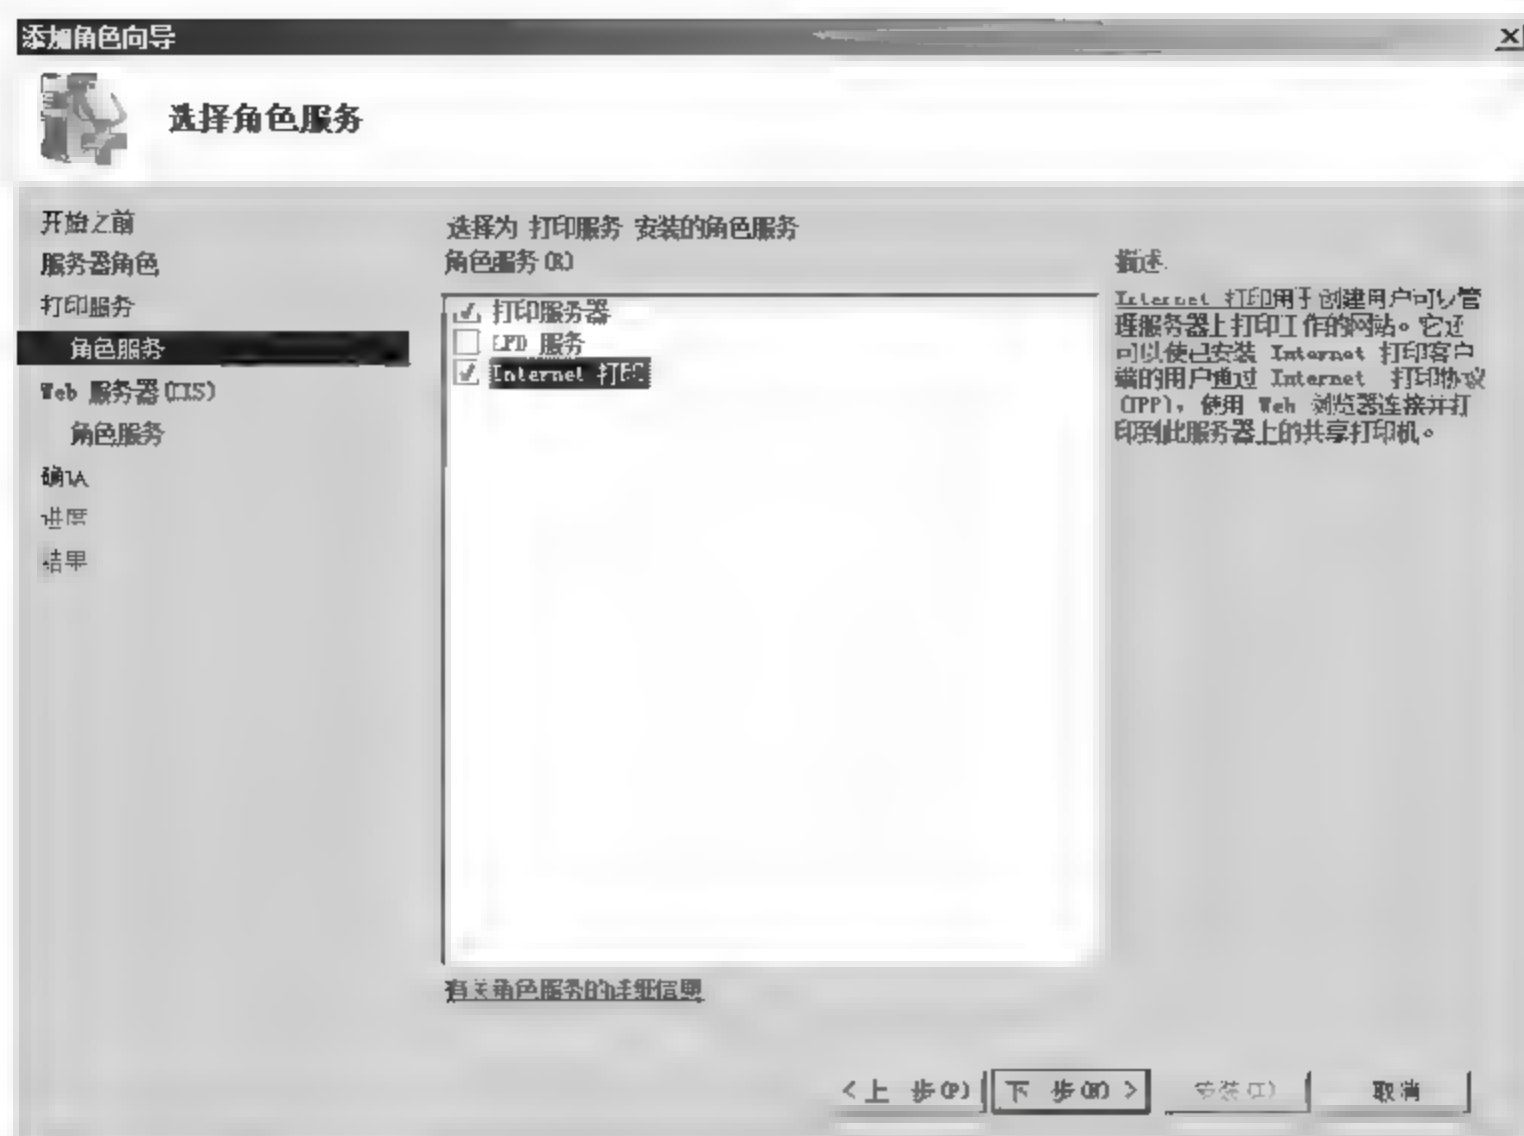 添加角色向导
选择角色服务
开始之前
服务器角色
打印服务
角色服务
Web 服务器(IIS)
角色服务
确认
进度
结果
选择为 打印服务 安装的角色服务
角色服务(R)
打印服务器
LPD 服务
Internet 打印
有关角色服务的详细信息
描述
Internet 打印用于创建用户可以管
理服务器上打印工作的网站。它还
可以使已安装 Internet 打印客户
端的用户通过 Internet 打印协议
(IPP)，使用 Web 浏览器连接并打
印到此服务器上的共享打印机。
<上 步(P)
下 步(N) >
安装(I)
取消